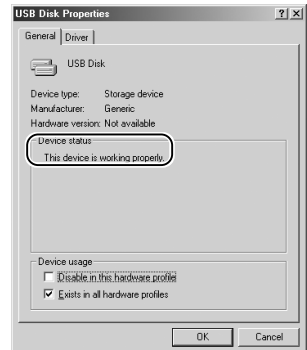 USB Disk Properties
General
Driver
USB Disk
Device type: Storage device
Manufacturer: Generic
Hardware version: Not available
Device status
This device is working properly.
Device usage
Disable in this hardware profile
Exists in all hardware profiles
OK
Cancel